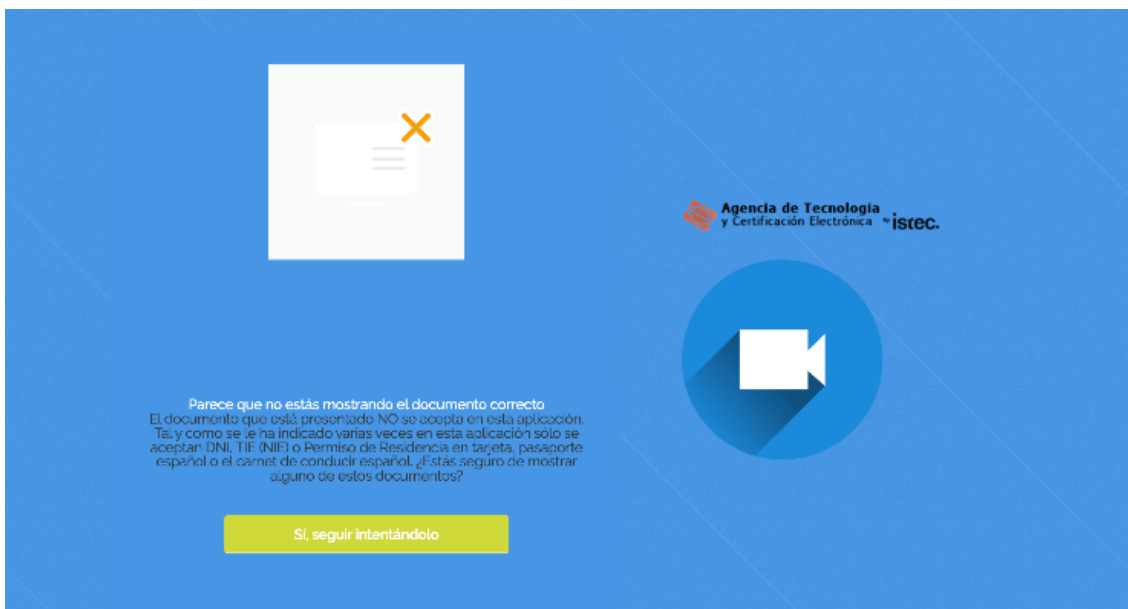 Parece que no estás mostrando el documento correcto
El documento que está presentado NO se acepta en esta aplicación.
Tal y como se le ha indicado varias veces en esta aplicación sólo se
aceptan DNI, TIE (NIE) o Permiso de Residencia en tarjeta, pasaporte
español o el carnet de conducir español. ¿Estás seguro de mostrar
alguno de estos documentos?
Sí, seguir intentándolo
Agencia de Tecnología
y Certificación Electrónica by istec.